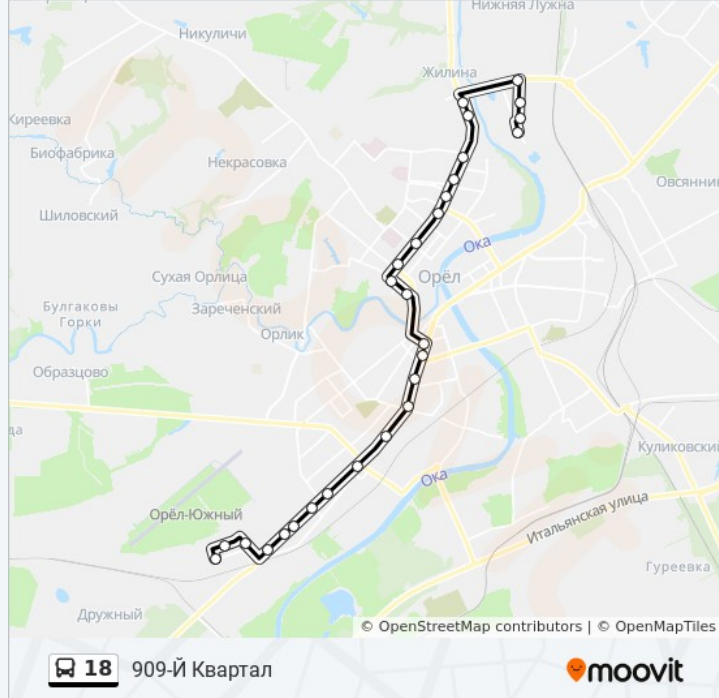 Нижняя Лужна
Никуличи
Жилина
Киреевка
Биофабрика
Некрасовка
Овсянни
Шиловский
Ока
Сухая Орлица
Орёл
Булгаковы
Горки
Зареченский
Орлик
Образцово
да
Куликовский
Ока
Орёл-Южный
Итальянская улица
Гуреевка
Дружный
© OpenStreetMap contributors | © OpenMapTiles
18 909-Й Квартал
moovit